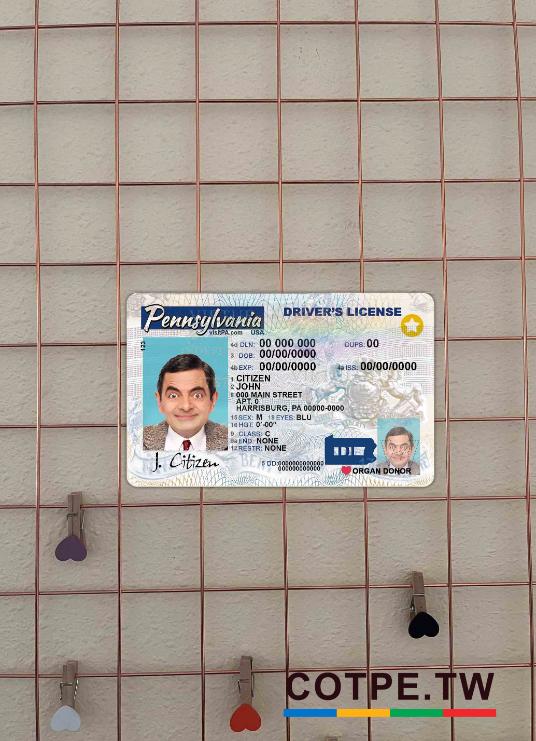 Pennsylvania
visitPA.com USA
DRIVER'S LICENSE
123
4d DLN: 00 000 000
DUPS: 00
3 DOB: 00/00/0000
4b EXP: 00/00/0000
4a ISS: 00/00/0000
1 CITIZEN
2 JOHN
8 000 MAIN STREET
APT. 0
HARRISBURG, PA 00000-0000
15 SEX: M 18 EYES: BLU
16 HGT: 0'-00"
9 CLASS: C
9a END: NONE
12 RESTR: NONE
J. Citizen
5 DD:0000000000000
000000000000
ORGAN DONOR
COTPE.TW